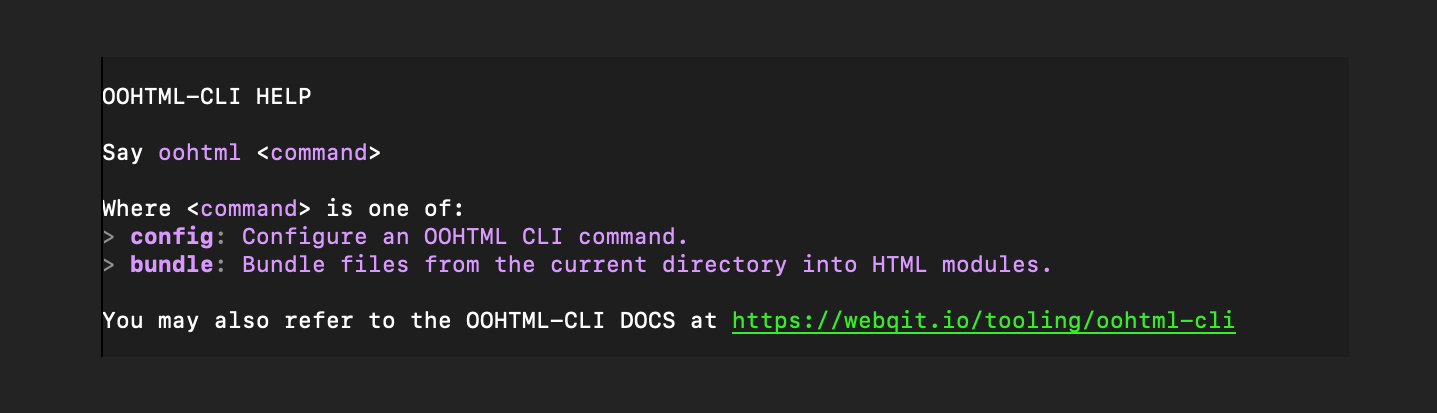 OOHTML-CLI HELP
Say oohtml <command>
Where <command> is one of:
> config: Configure an OOHTML CLI command.
> bundle: Bundle files from the current directory into HTML modules.
You may also refer to the OOHTML-CLI DOCS at https://webqit.io/tooling/oohtml-cli